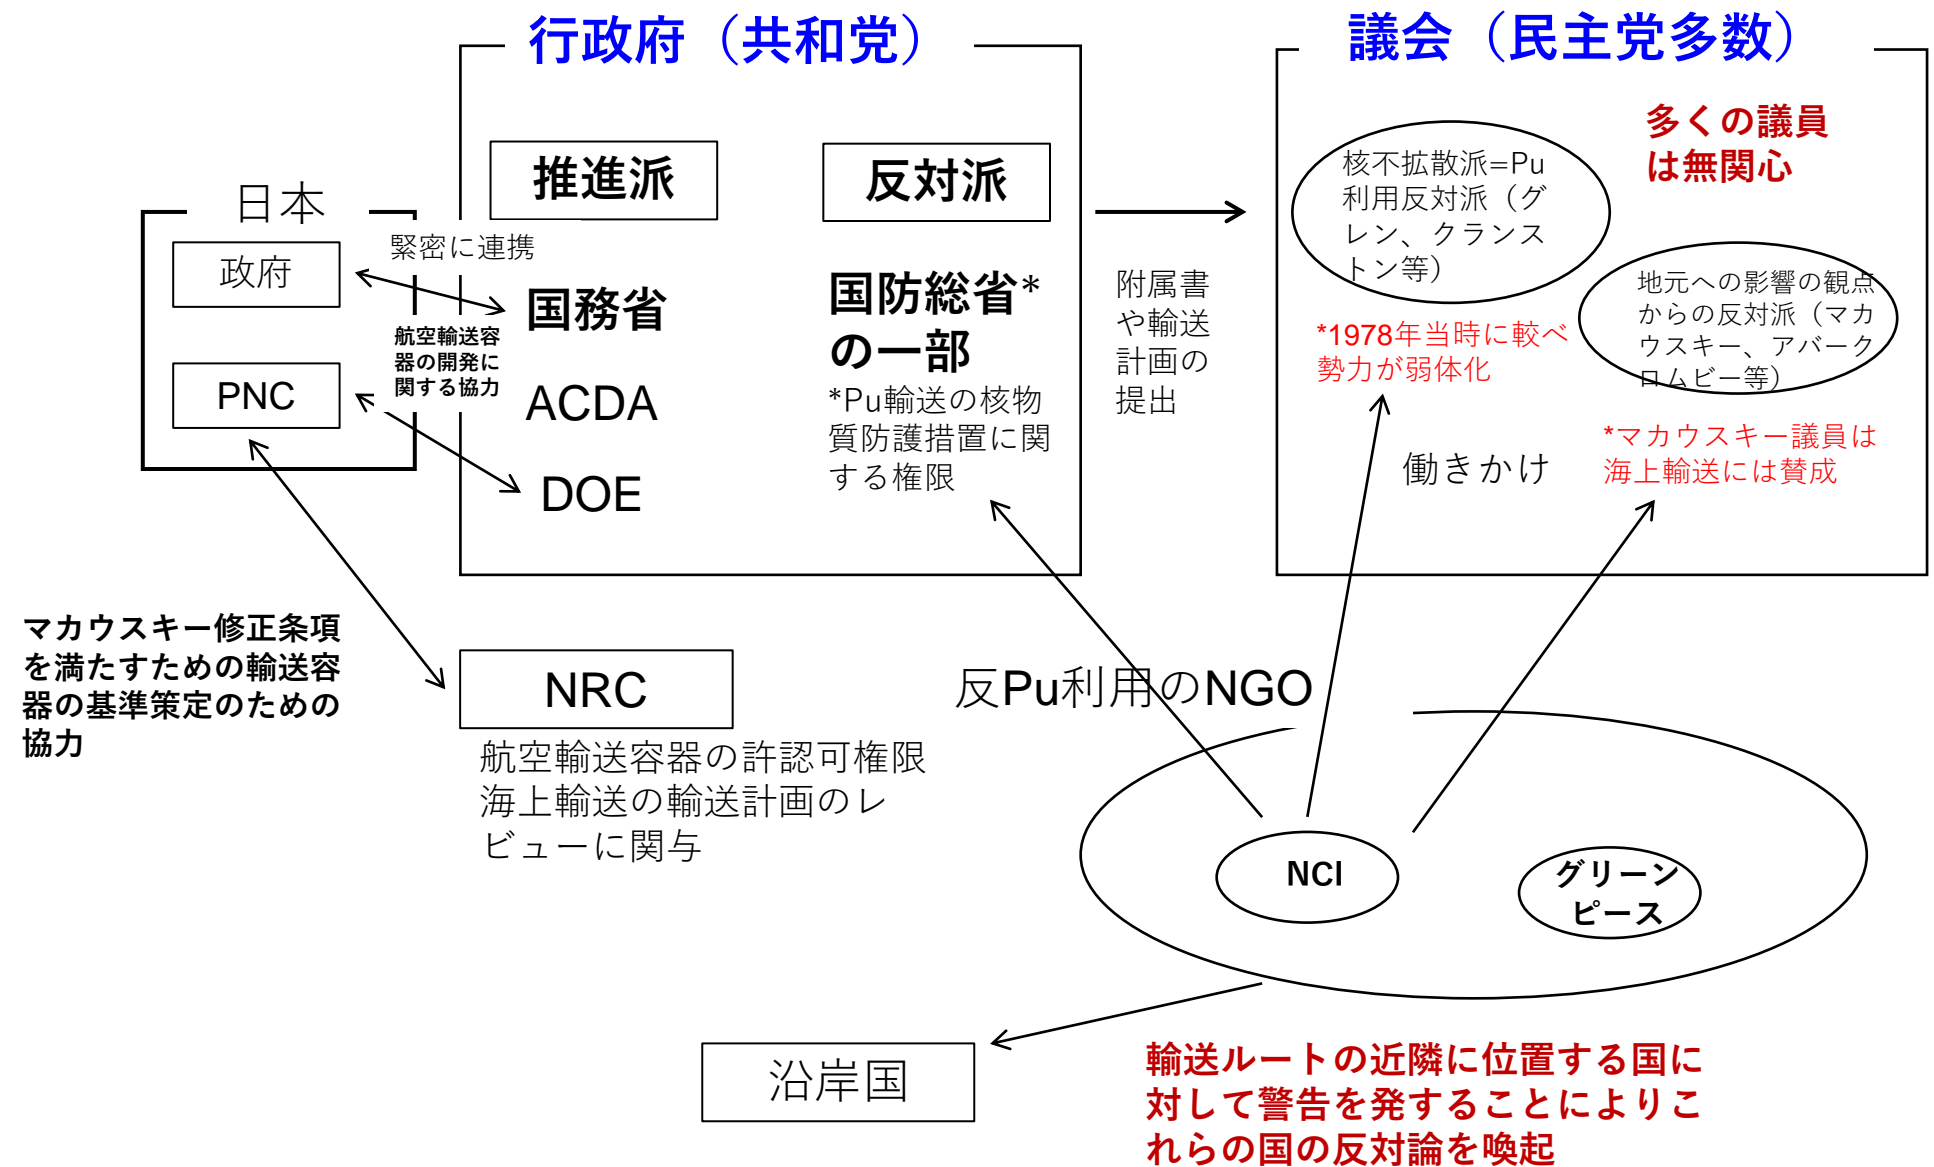 行政府（共和党）
議会（民主党多数）
推進派
反対派
日本
緊密に連携
政府
PNC
航空輸送容
器の開発に
関する協力
国務省
ACDA
DOE
国防総省*
の一部
*Pu輸送の核物
質防護措置に関
する権限
附属書
や輸送
計画の
提出
核不拡散派=Pu
利用反対派（グ
レン、クランス
トン等）
多くの議員
は無関心
*1978年当時に較べ
勢力が弱体化
地元への影響の観点
からの反対派（マカ
ウスキー、アバーク
ロムビー等）
*マカウスキー議員は
海上輸送には賛成
働きかけ
マカウスキー修正条項
を満たすための輸送容
器の基準策定のための
協力
NRC
航空輸送容器の許認可権限
海上輸送の輸送計画のレ
ビューに関与
反Pu利用のNGO
NCI
グリーン
ピース
沿岸国
輸送ルートの近隣に位置する国に
対して警告を発することによりこ
れらの国の反対論を喚起